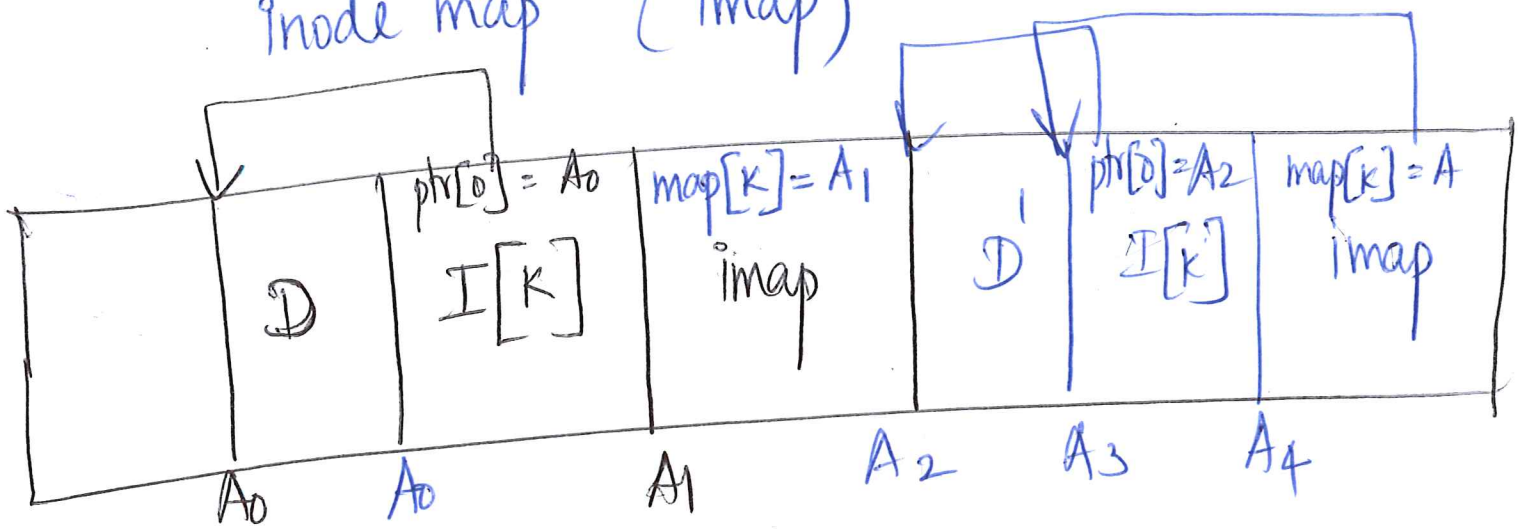 inode map (imap)
ptr[0] = A0
map[K] = A1
ptr[0]=A2
map[k] = A
D
I[K]
imap
D'
I[K]
imap
A0
A0
A1
A2
A3
A4